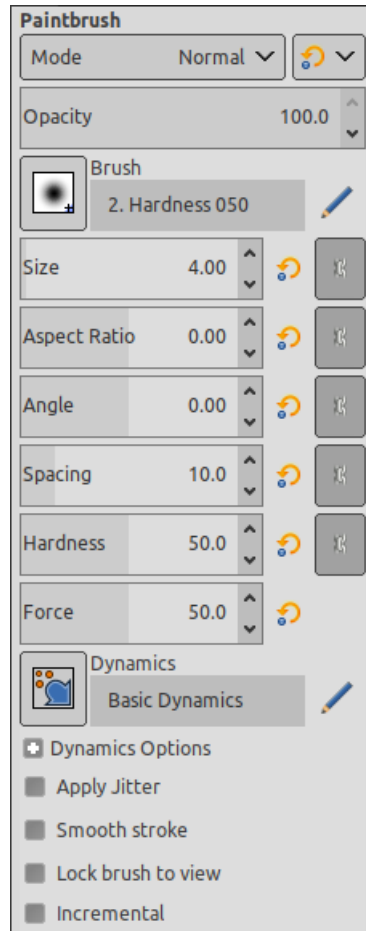 Paintbrush
Mode Normal
Opacity 100.0
Brush
2. Hardness 050
Size 4.00
Aspect Ratio 0.00
Angle 0.00
Spacing 10.0
Hardness 50.0
Force 50.0
Dynamics
Basic Dynamics
Dynamics Options
Apply Jitter
Smooth stroke
Lock brush to view
Incremental